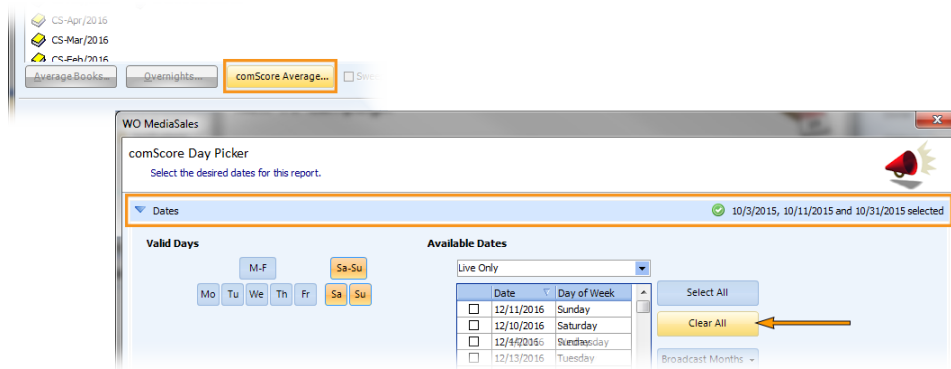 CS-Apr/2016
CS-Mar/2016
CS-Feb/2016
Average Books... Overnights... comScore Average...
WO MediaSales
comScore Day Picker
Select the desired dates for this report.
Dates 10/3/2015, 10/11/2015 and 10/31/2015 selected
Valid Days Available Dates
Live Only
M-F Sa-Su
Mo Tu We Th Fr Sa Su
Date Day of Week
Select All
12/11/2016 Sunday
12/10/2016 Saturday
Clear All
12/13/2016 Tuesday
Broadcast Months